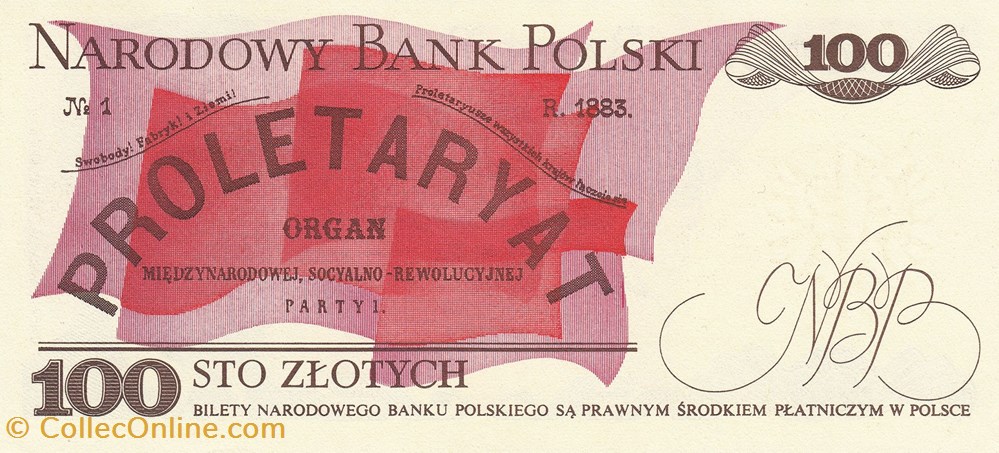 NARODOWY BANK POLSKI
100
№ 1
R. 1883.
Swobody! Fabryk! i Ziemi!
Proletaryusze wszystkich krajów łączcie się
PROLETARYAT
ORGAN
MIĘDZYNARODOWEJ, SOCYALNO-REWOLUCYJNEJ
PARTYI.
NBP
100 STO ZŁOTYCH
BILETY NARODOWEGO BANKU POLSKIEGO SĄ PRAWNYM ŚRODKIEM PŁATNICZYM W POLSCE
© CollecOnline.com